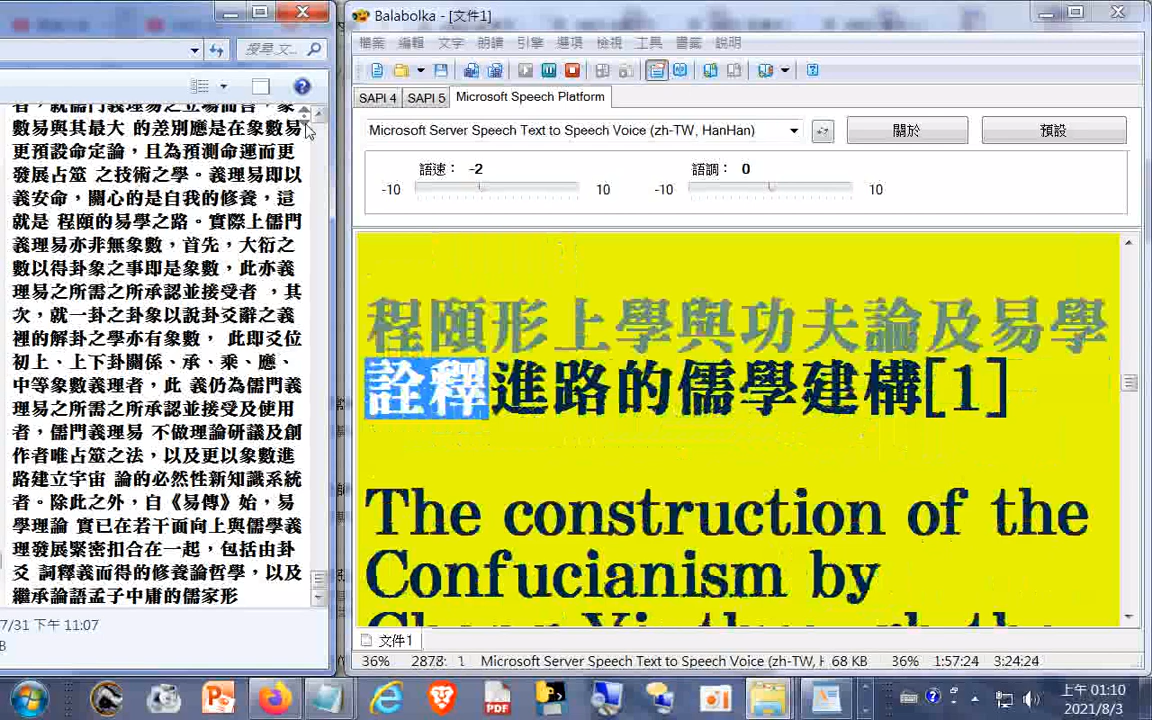 搜尋 文...
者，就儒門義理易之立場而言，象
數易與其最大 的差別應是在象數易
更預設命定論，且為預測命運而更
發展占筮 之技術之學。義理易即以
義安命，關心的是自我的修養，這
就是 程頤的易學之路。實際上儒門
義理易亦非無象數，首先，大衍之
數以得卦象之事即是象數，此亦義
理易之所需之所承認並接受者 ，其
次，就一卦之卦象以說卦爻辭之義
裡的解卦之學亦有象數， 此即爻位
初上、上下卦關係、承、乘、應、
中等象數義理者，此 義仍為儒門義
理易之所需之所承認並接受及使用
者，儒門義理易 不做理論研議及創
作者唯占筮之法，以及更以象數進
路建立宇宙 論的必然性新知識系統
者。除此之外，自《易傳》始，易
學理論 實已在若干面向上與儒學義
理發展緊密扣合在一起，包括由卦
爻 詞釋義而得的修養論哲學，以及
繼承論語孟子中庸的儒家形
7/31 下午 11:07
B
Balabolka - [文件1]
檔案 編輯 文字 朗讀 引擎 選項 檢視 工具 書籤 說明
SAPI 4 SAPI 5 Microsoft Speech Platform
Microsoft Server Speech Text to Speech Voice (zh-TW, HanHan) 關於 預設
語速： -2 語調： 0
-10 10 -10 10
程頤形上學與功夫論及易學
詮釋進路的儒學建構[1]
The construction of the
Confucianism by
文件1
36% 2878: 1 Microsoft Server Speech Text to Speech Voice (zh-TW, H 68 KB 36% 1:57:24 3:24:24
PDF
上午 01:10
2021/8/3